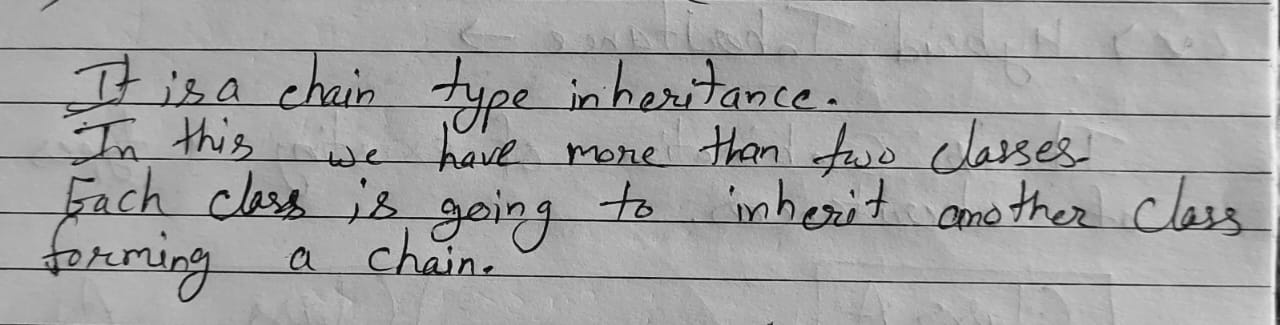 It is a chain type inheritance.
In this we have more than two classes.
Each class is going to inherit another class
forming a chain.